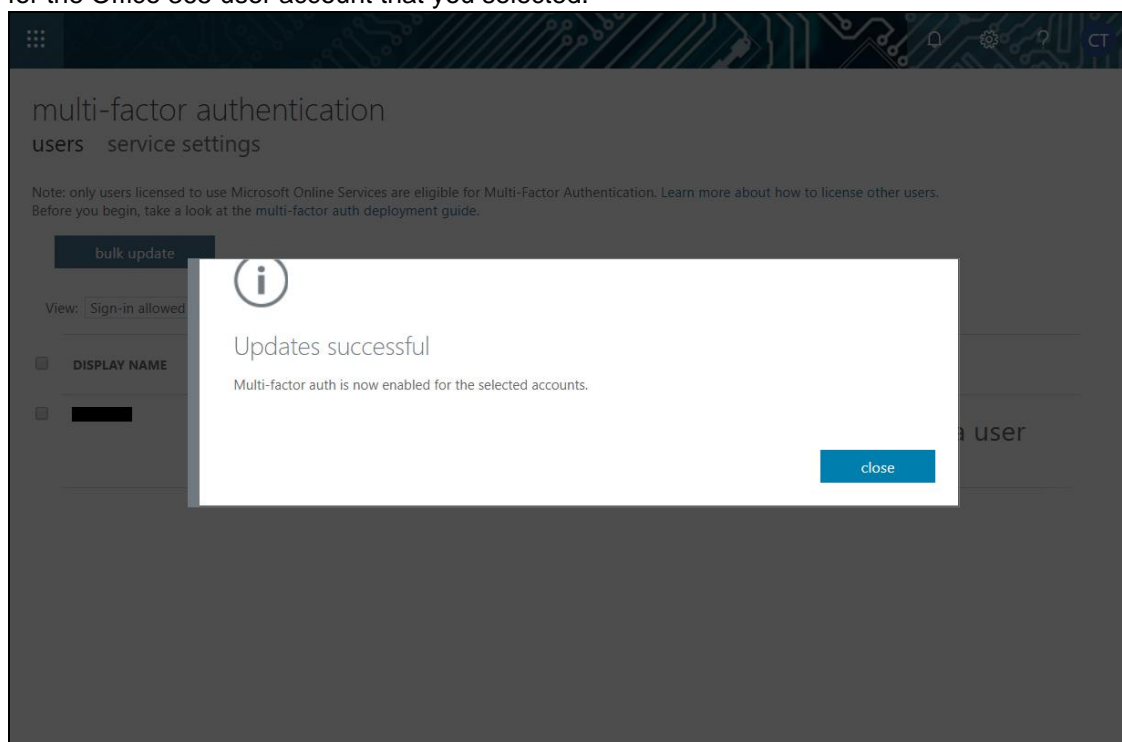 for the Office 365 user account that you selected.
CT
multi-factor authentication
users service settings
Note: only users licensed to use Microsoft Online Services are eligible for Multi-Factor Authentication. Learn more about how to license other users.
Before you begin, take a look at the multi-factor auth deployment guide.
bulk update
View: Sign-in allowed
DISPLAY NAME
Updates successful
Multi-factor auth is now enabled for the selected accounts.
a user
close